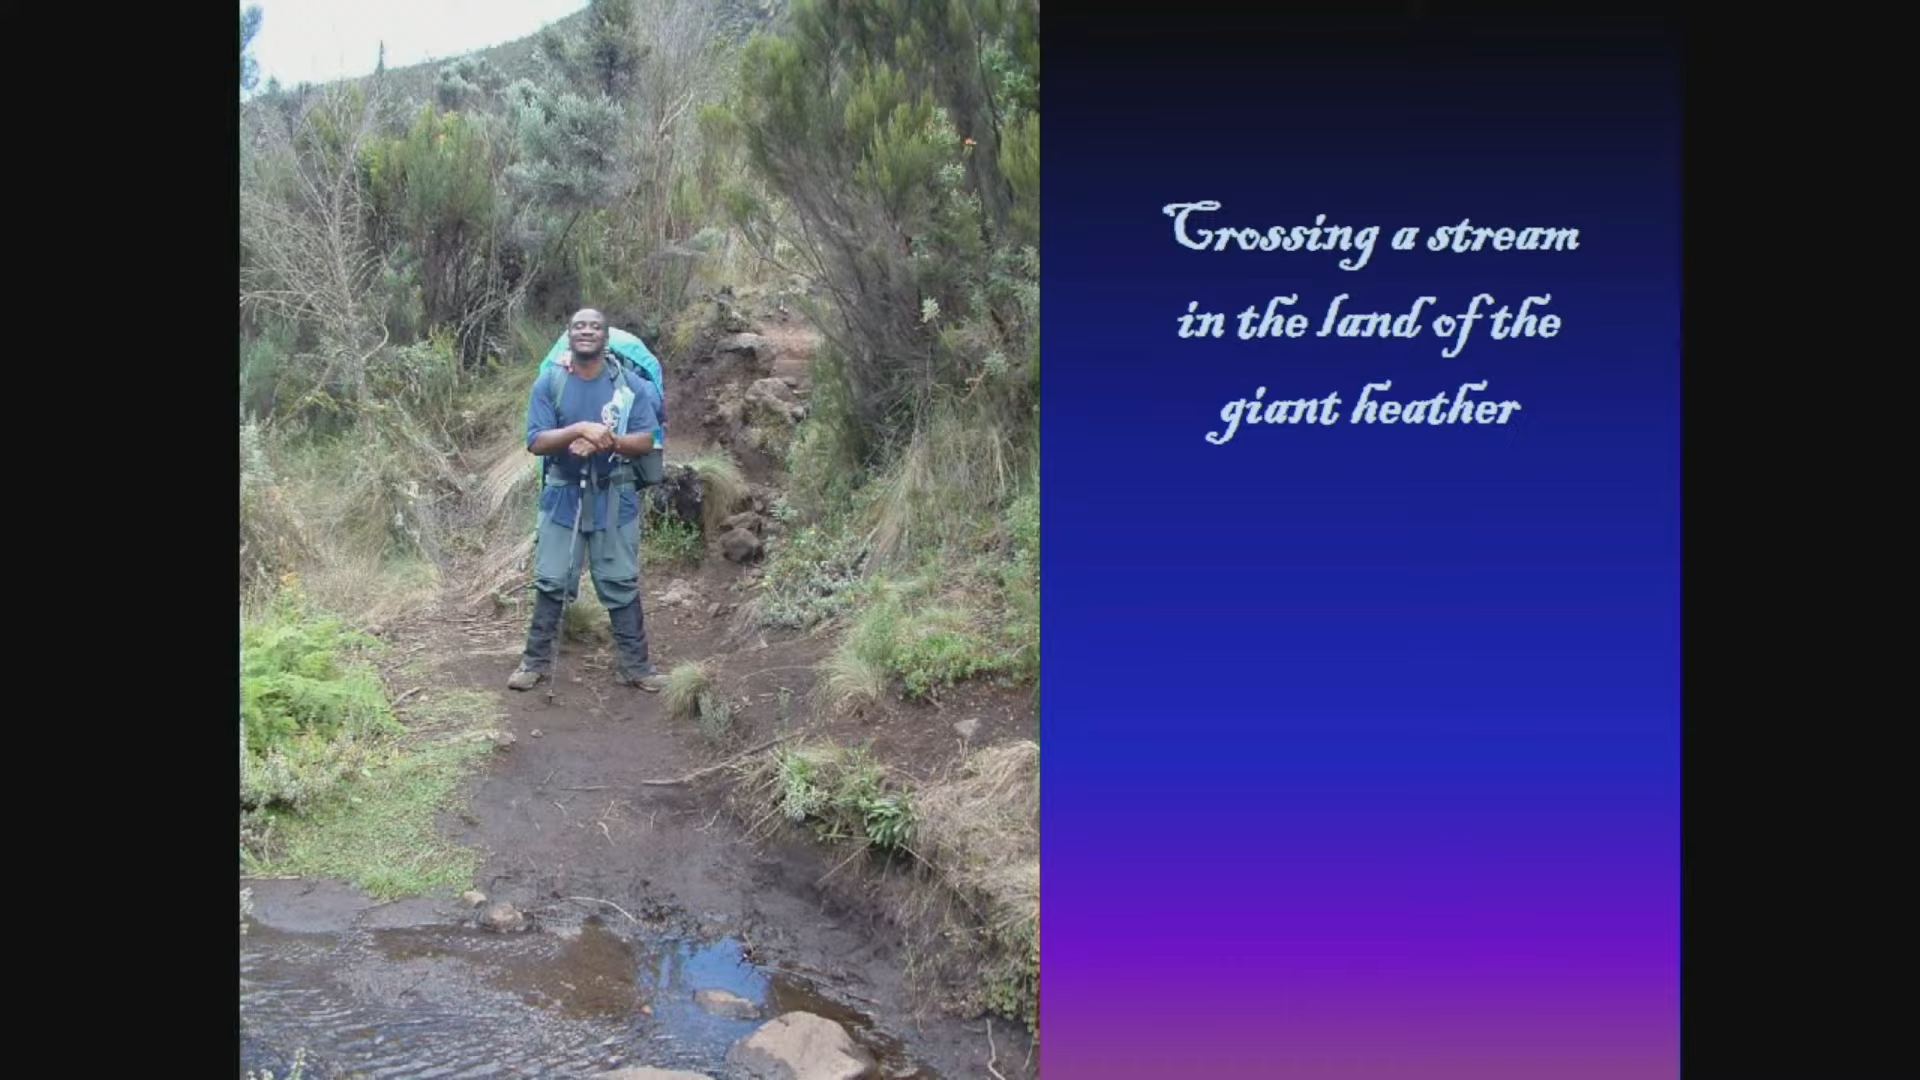 Crossing a stream
in the land of the
giant heather